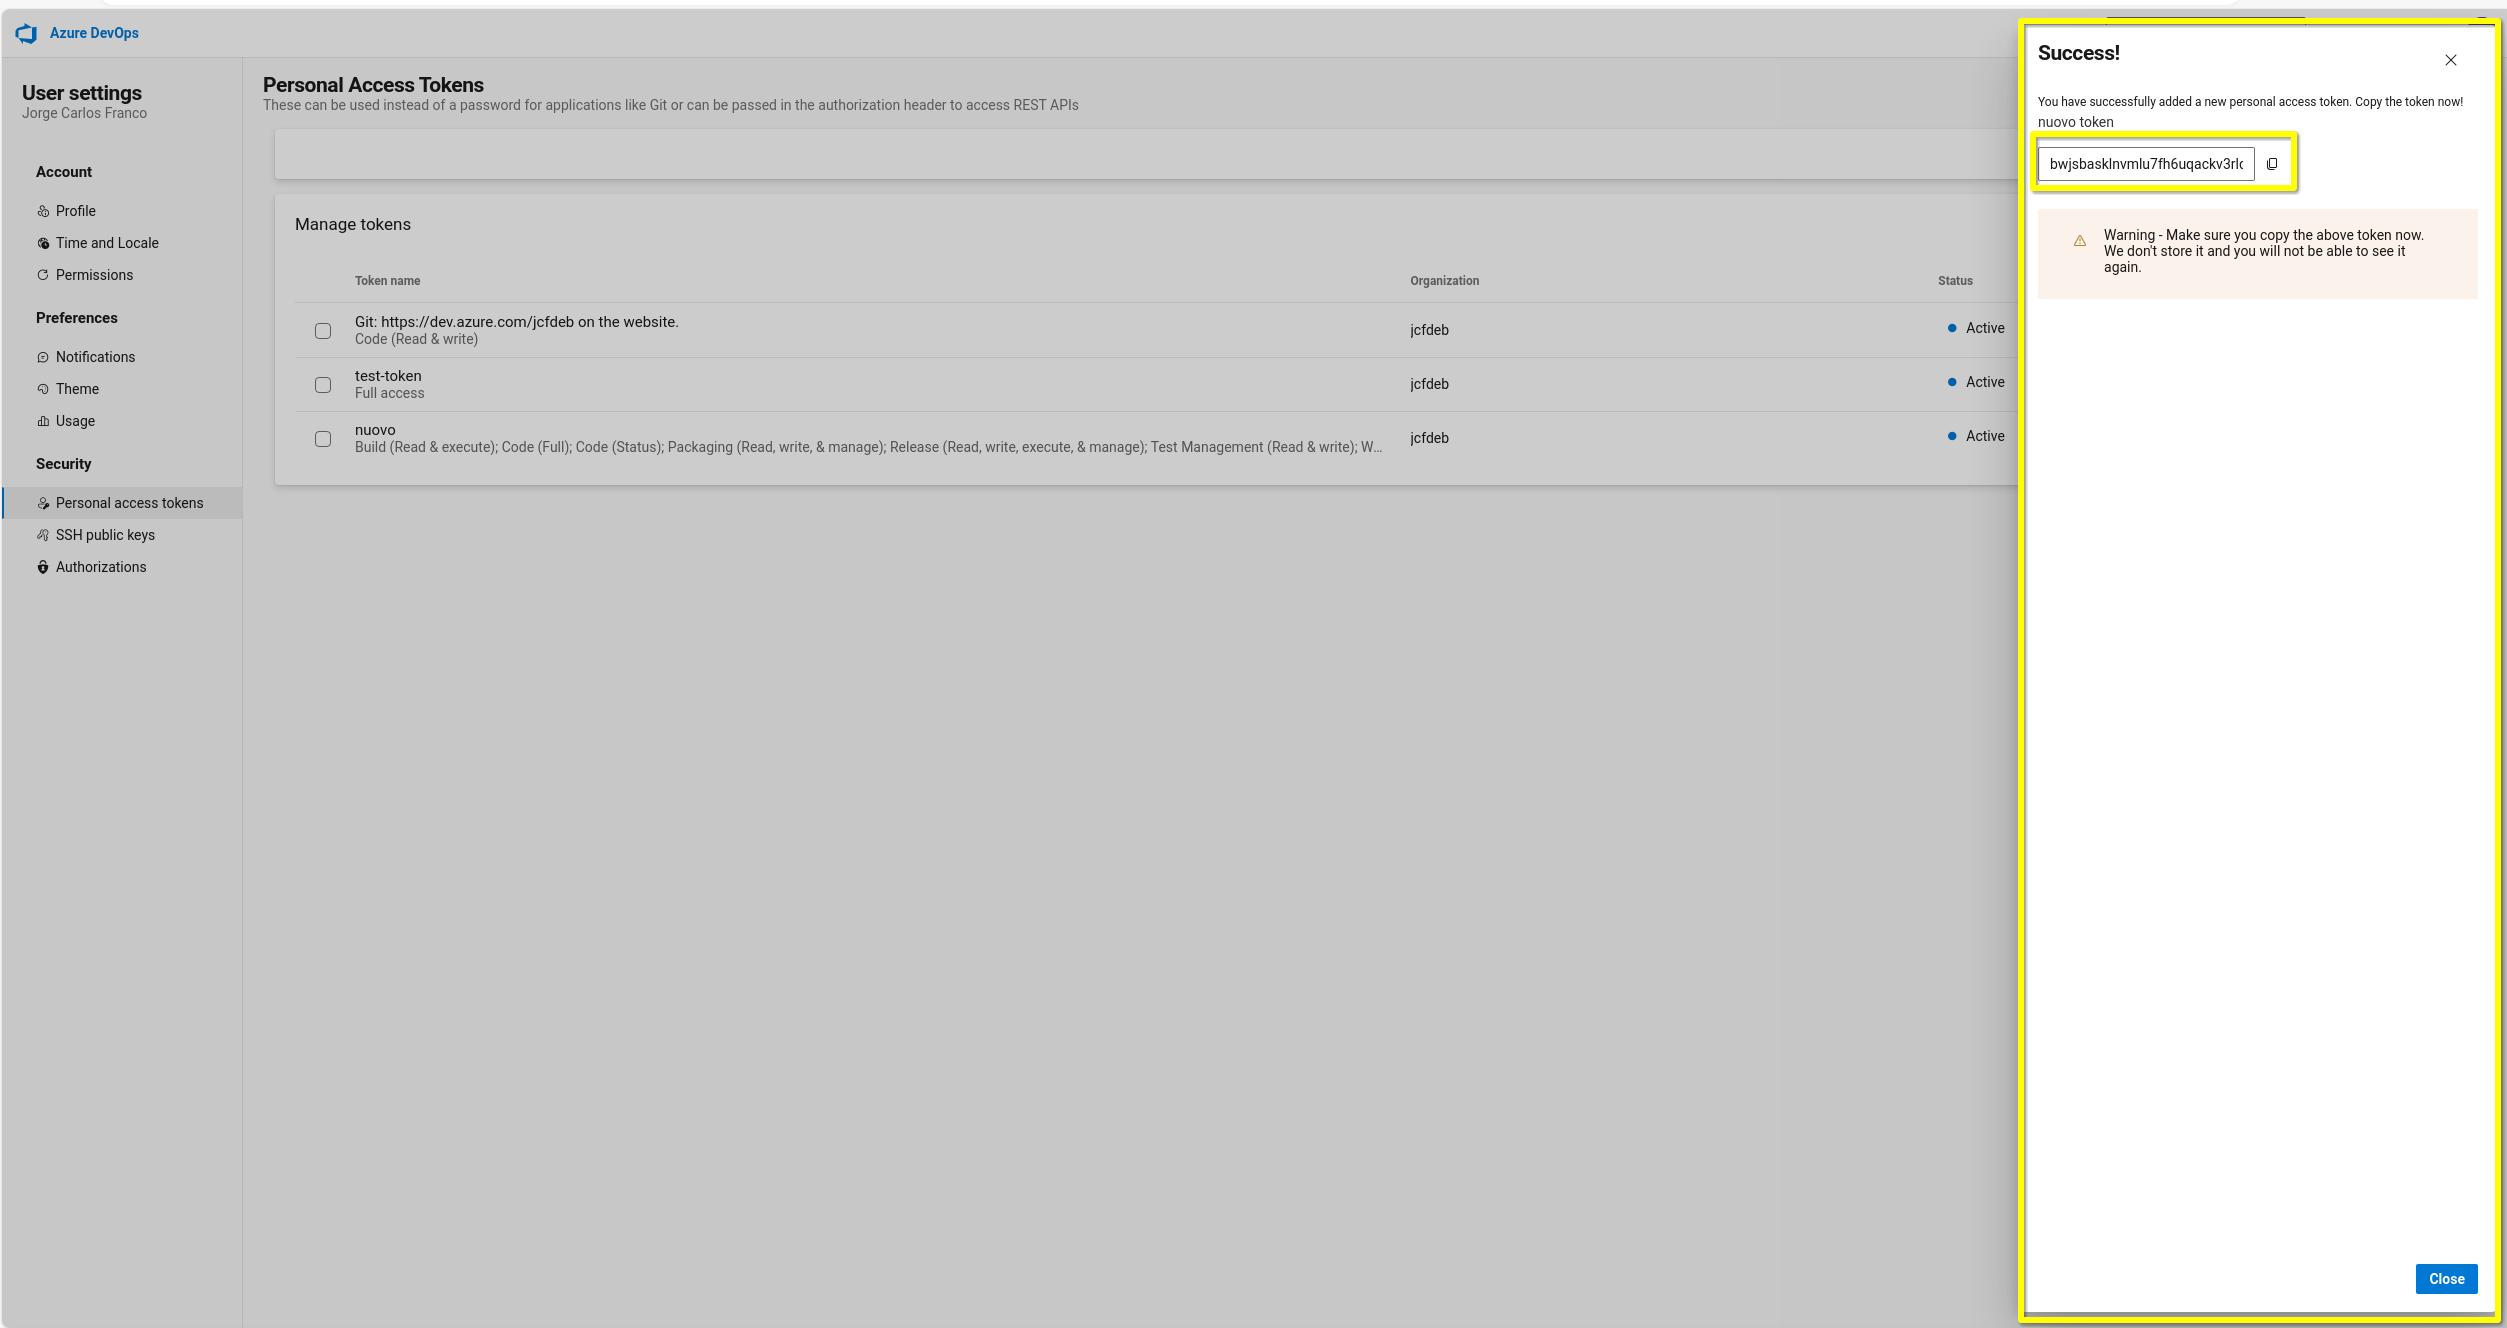 Azure DevOps
User settings
Jorge Carlos Franco
Account
Profile
Time and Locale
Permissions
Preferences
Notifications
Theme
Usage
Security
Personal access tokens
SSH public keys
Authorizations
Personal Access Tokens
These can be used instead of a password for applications like Git or can be passed in the authorization header to access REST APIs
Manage tokens
Token name Organization Status
Git: https://dev.azure.com/jcfdeb on the website. jcfdeb Active
Code (Read & write)
test-token jcfdeb Active
Full access
nuovo jcfdeb Active
Build (Read & execute); Code (Full); Code (Status); Packaging (Read, write, & manage); Release (Read, write, execute, & manage); Test Management (Read & write); W...
Success!
You have successfully added a new personal access token. Copy the token now!
nuovo token
Warning - Make sure you copy the above token now.
We don't store it and you will not be able to see it
again.
Close